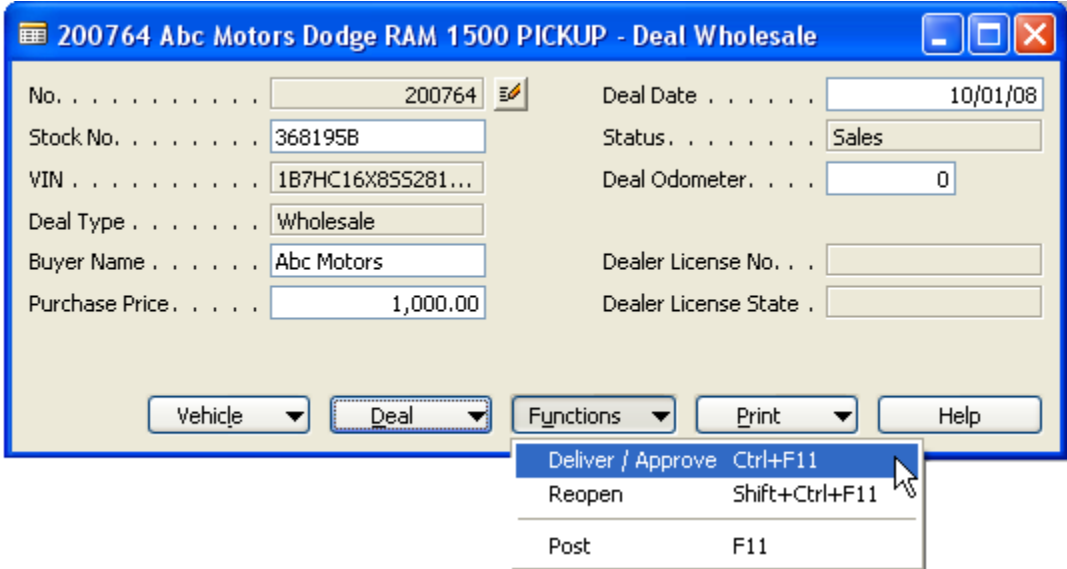 200764 Abc Motors Dodge RAM 1500 PICKUP - Deal Wholesale
No. . . . . . . . . . . . 200764 Deal Date . . . . . . 10/01/08
Stock No. . . . . . . . 368195B Status. . . . . . . . . Sales
VIN . . . . . . . . . . 1B7HC16X8SS281... Deal Odometer. . . . . 0
Deal Type . . . . . . . Wholesale
Buyer Name . . . . . . Abc Motors Dealer License No. . .
Purchase Price. . . . . 1,000.00 Dealer License State .
Vehicle Deal Functions Print Help
Deliver / Approve Ctrl+F11
Reopen Shift+Ctrl+F11
Post F11